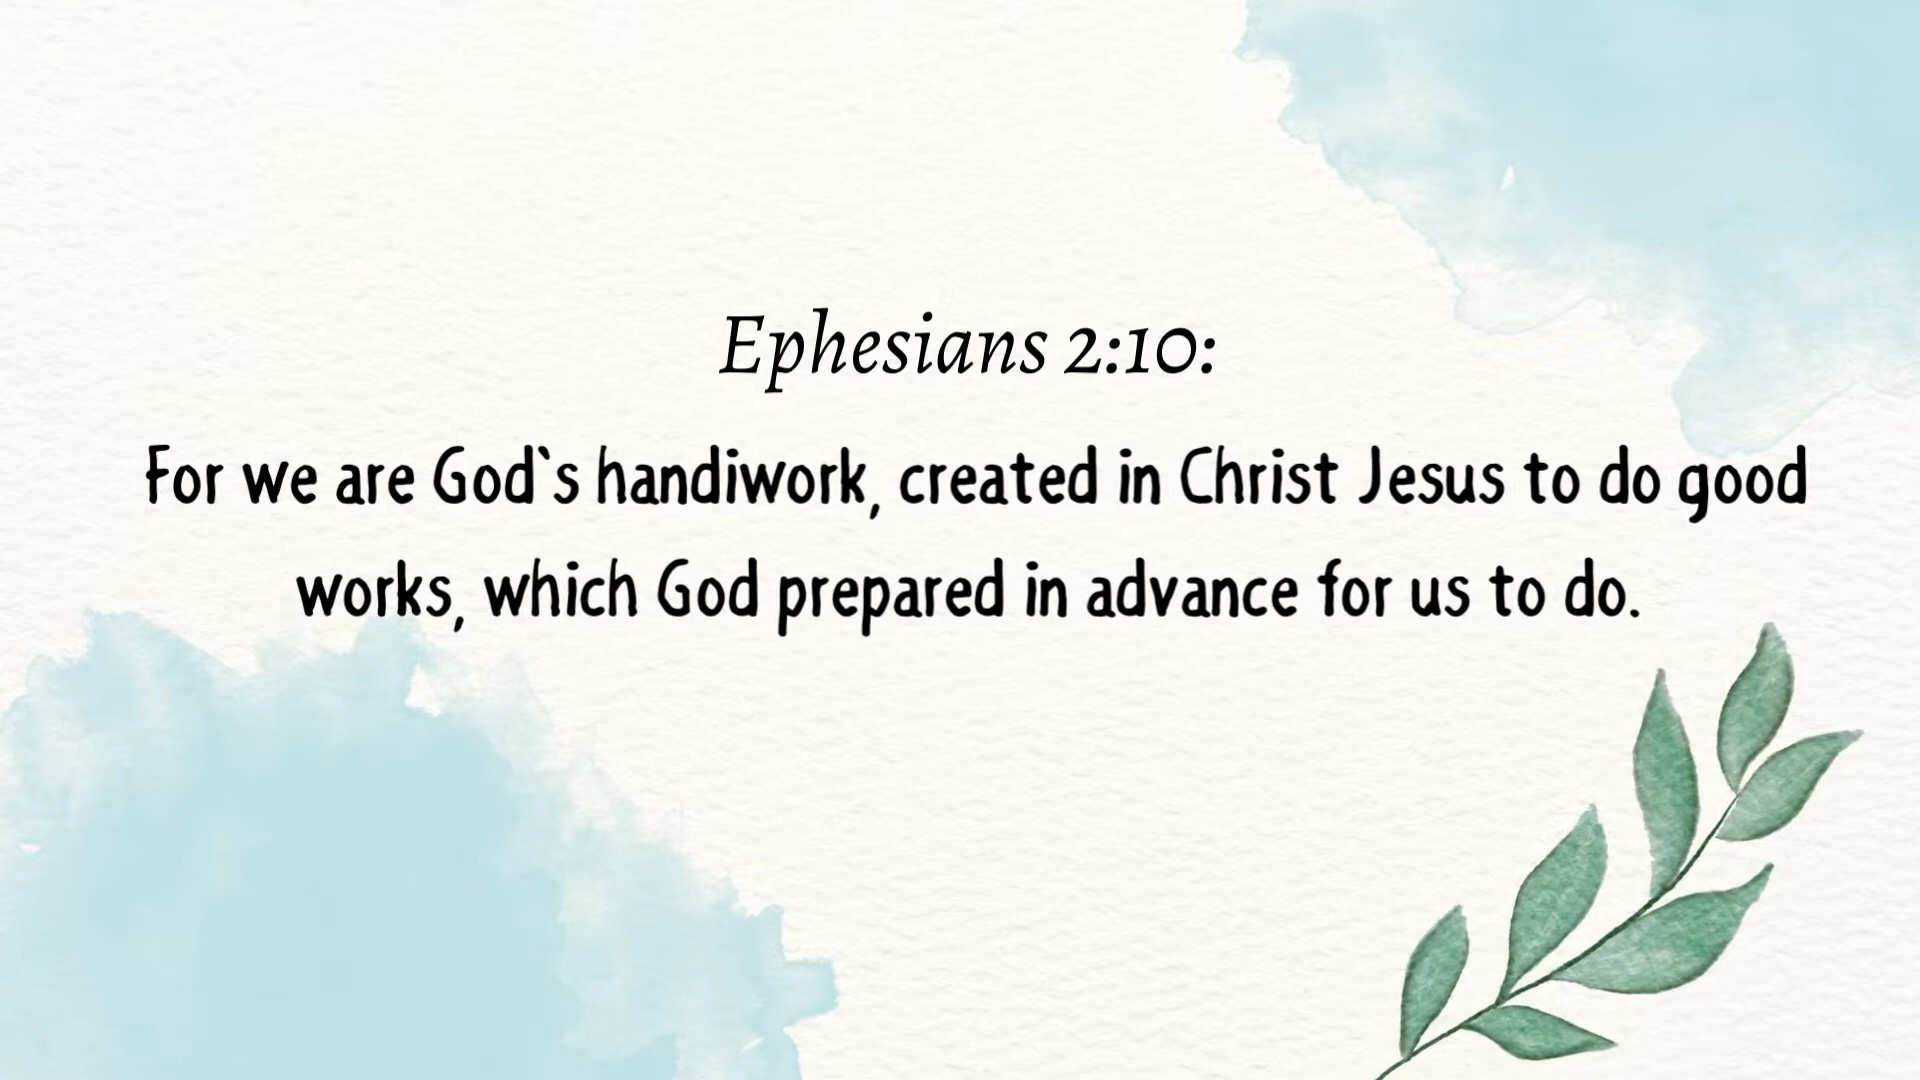 Ephesians 2:10:
For we are God`s handiwork, created in Christ Jesus to do good
works, which God prepared in advance for us to do.